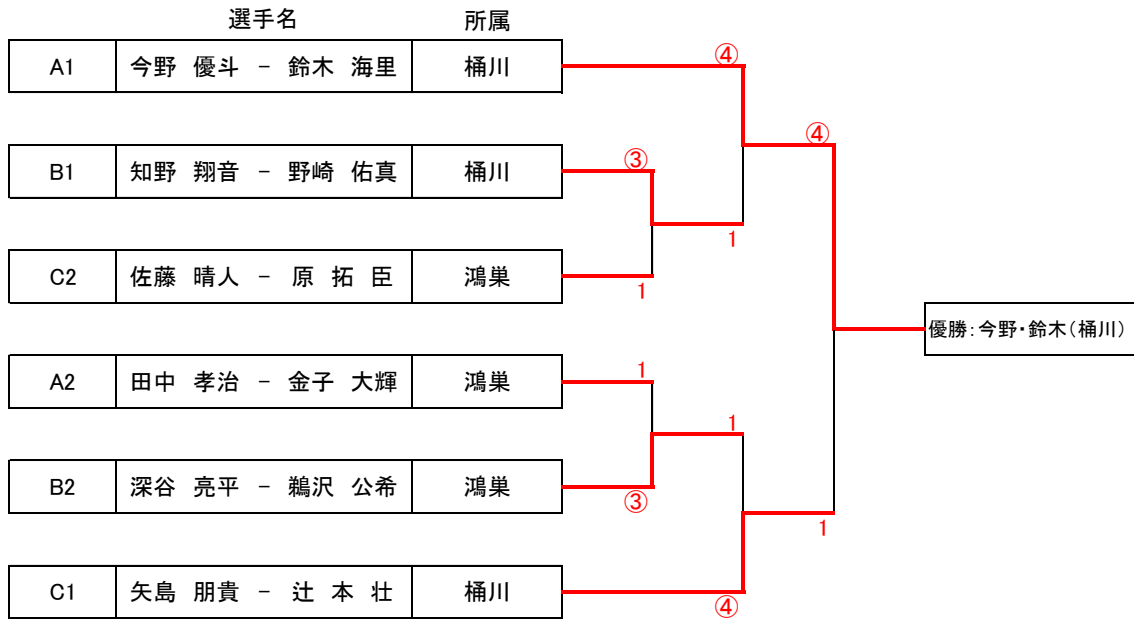 選手名 所属
④
A1 今野 優斗 － 鈴木 海里 桶川
④
③
B1 知野 翔音 － 野崎 佑真 桶川
1
C2 佐藤 晴人 － 原 拓 臣 鴻巣
1
優勝：今野・鈴木（桶川）
1
A2 田中 孝治 － 金子 大輝 鴻巣
1
B2 深谷 亮平 － 鵜沢 公希 鴻巣
③
1
C1 矢島 朋貴 － 辻 本 壮 桶川
④